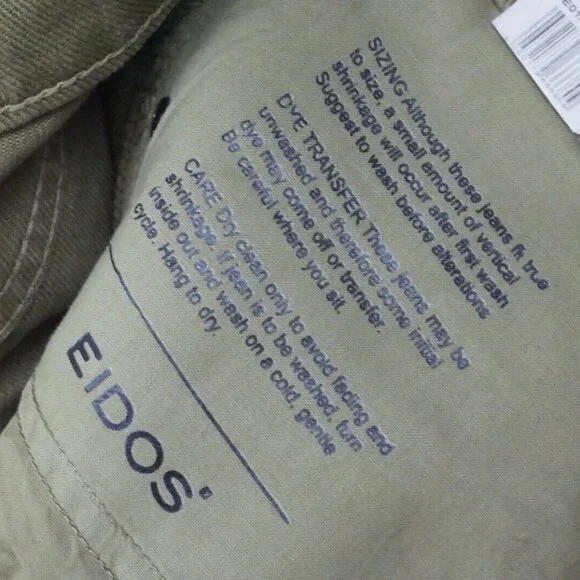 SIZING Although these jeans fit true
to size, a small amount of vertical
shrinkage will occur after first wash
Suggest to wash before alterations
DYE TRANSFER These jeans may be
unwashed and therefore some initial
dye may come off or transfer.
Be careful where you sit.
CARE Dry clean only to avoid fading and
shrinkage. If jean is to be washed, turn
inside out and wash on a cold, gentle
cycle. Hang to dry.
EIDOS